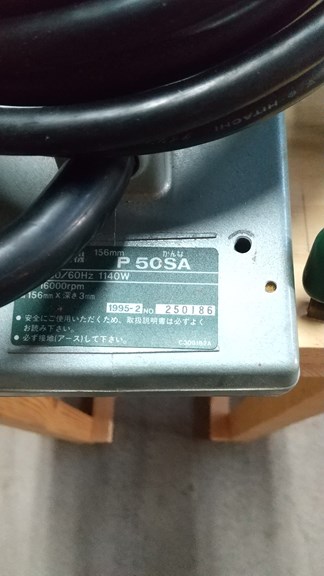 HITACHI
156mm かんな
P 50SA
0/60Hz 1140W
16000rpm
156mm×深さ3mm
1995-2 NO 250186
●安全にご使用いただくため、取扱説明書は必ずよく
お読み下さい。
●必ず接地(アース)して下さい。